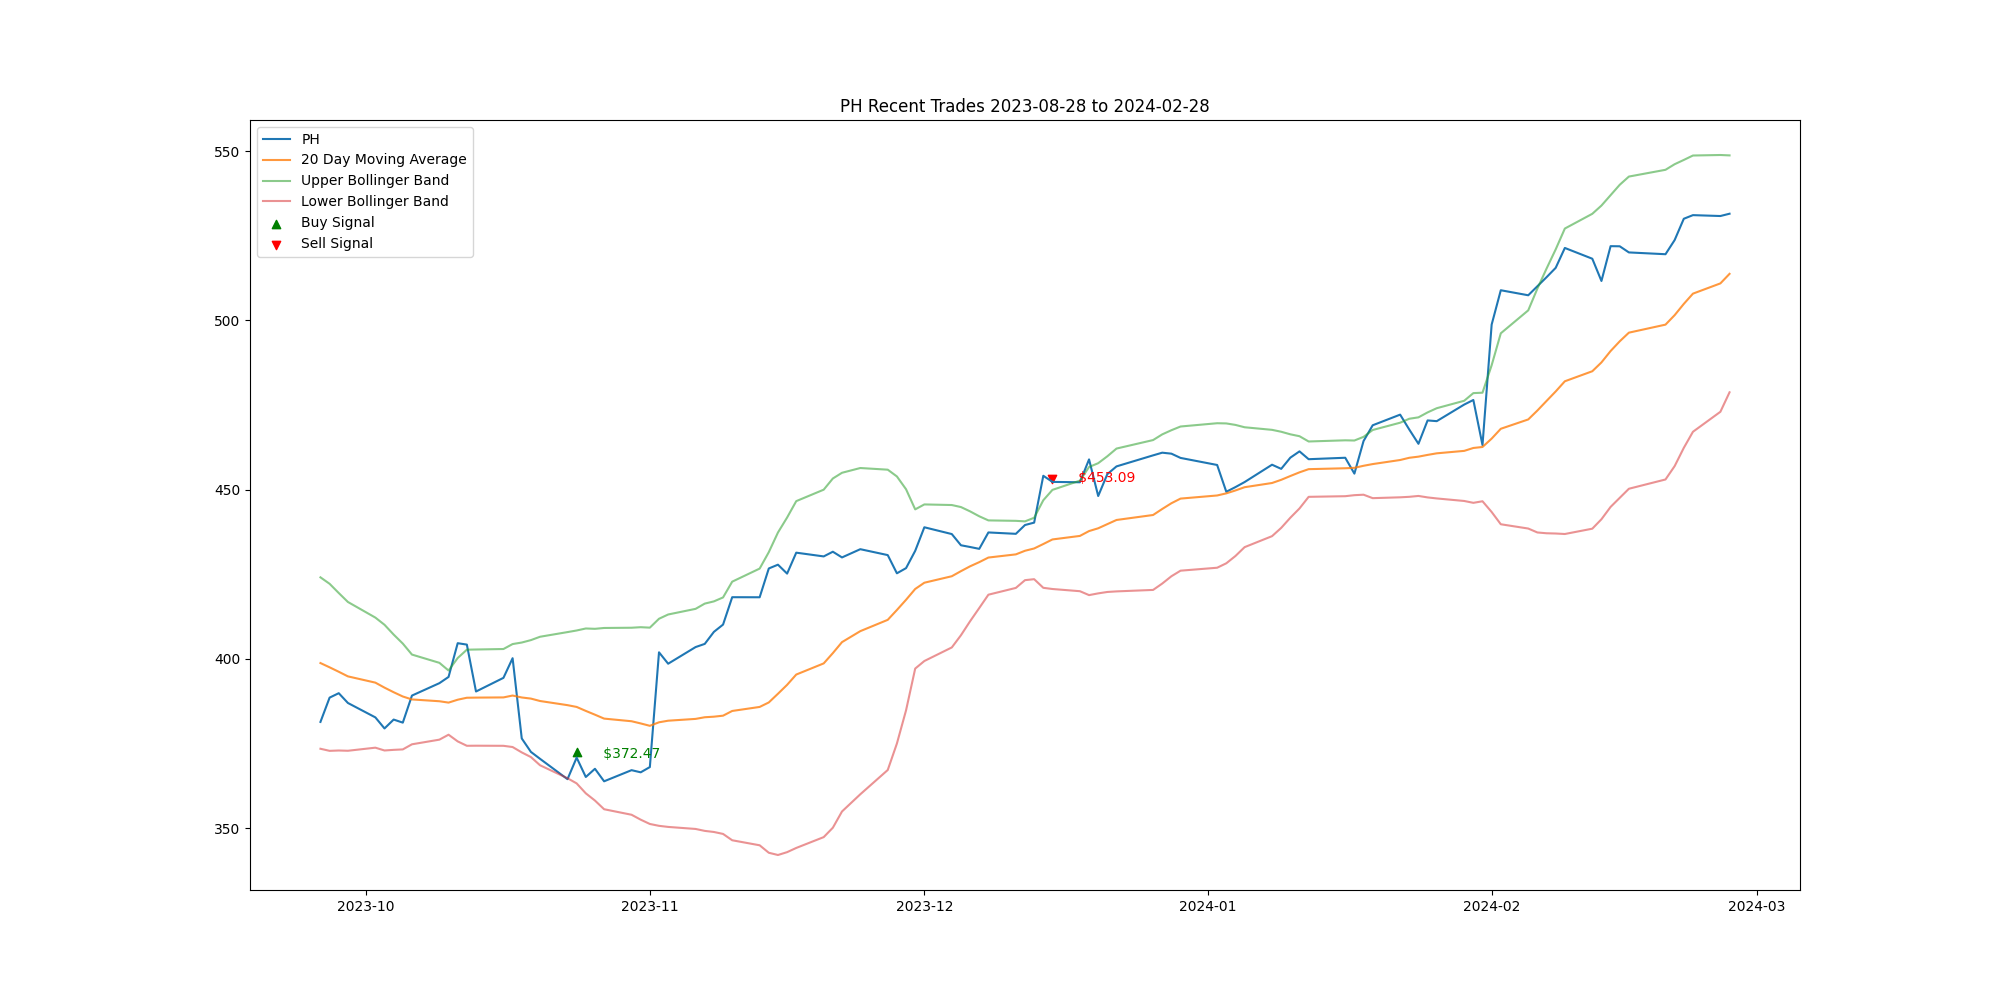 PH Recent Trades 2023-08-28 to 2024-02-28
PH
20 Day Moving Average
Upper Bollinger Band
Lower Bollinger Band
Buy Signal
Sell Signal
550
500
450
400
350
$453.09
$372.47
2023-10
2023-11
2023-12
2024-01
2024-02
2024-03